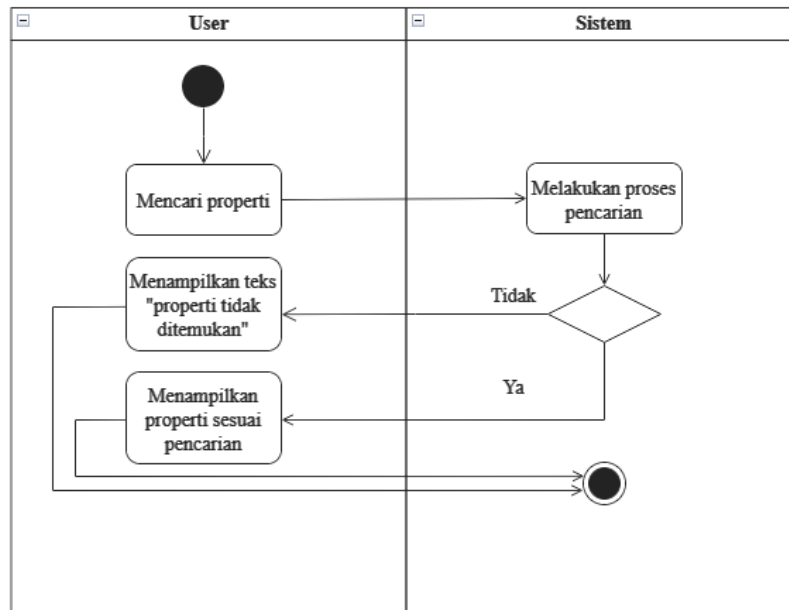 User
Sistem
Mencari properti
Melakukan proses
pencarian
Menampilkan teks
"properti tidak
ditemukan"
Tidak
Menampilkan
properti sesuai
pencarian
Ya